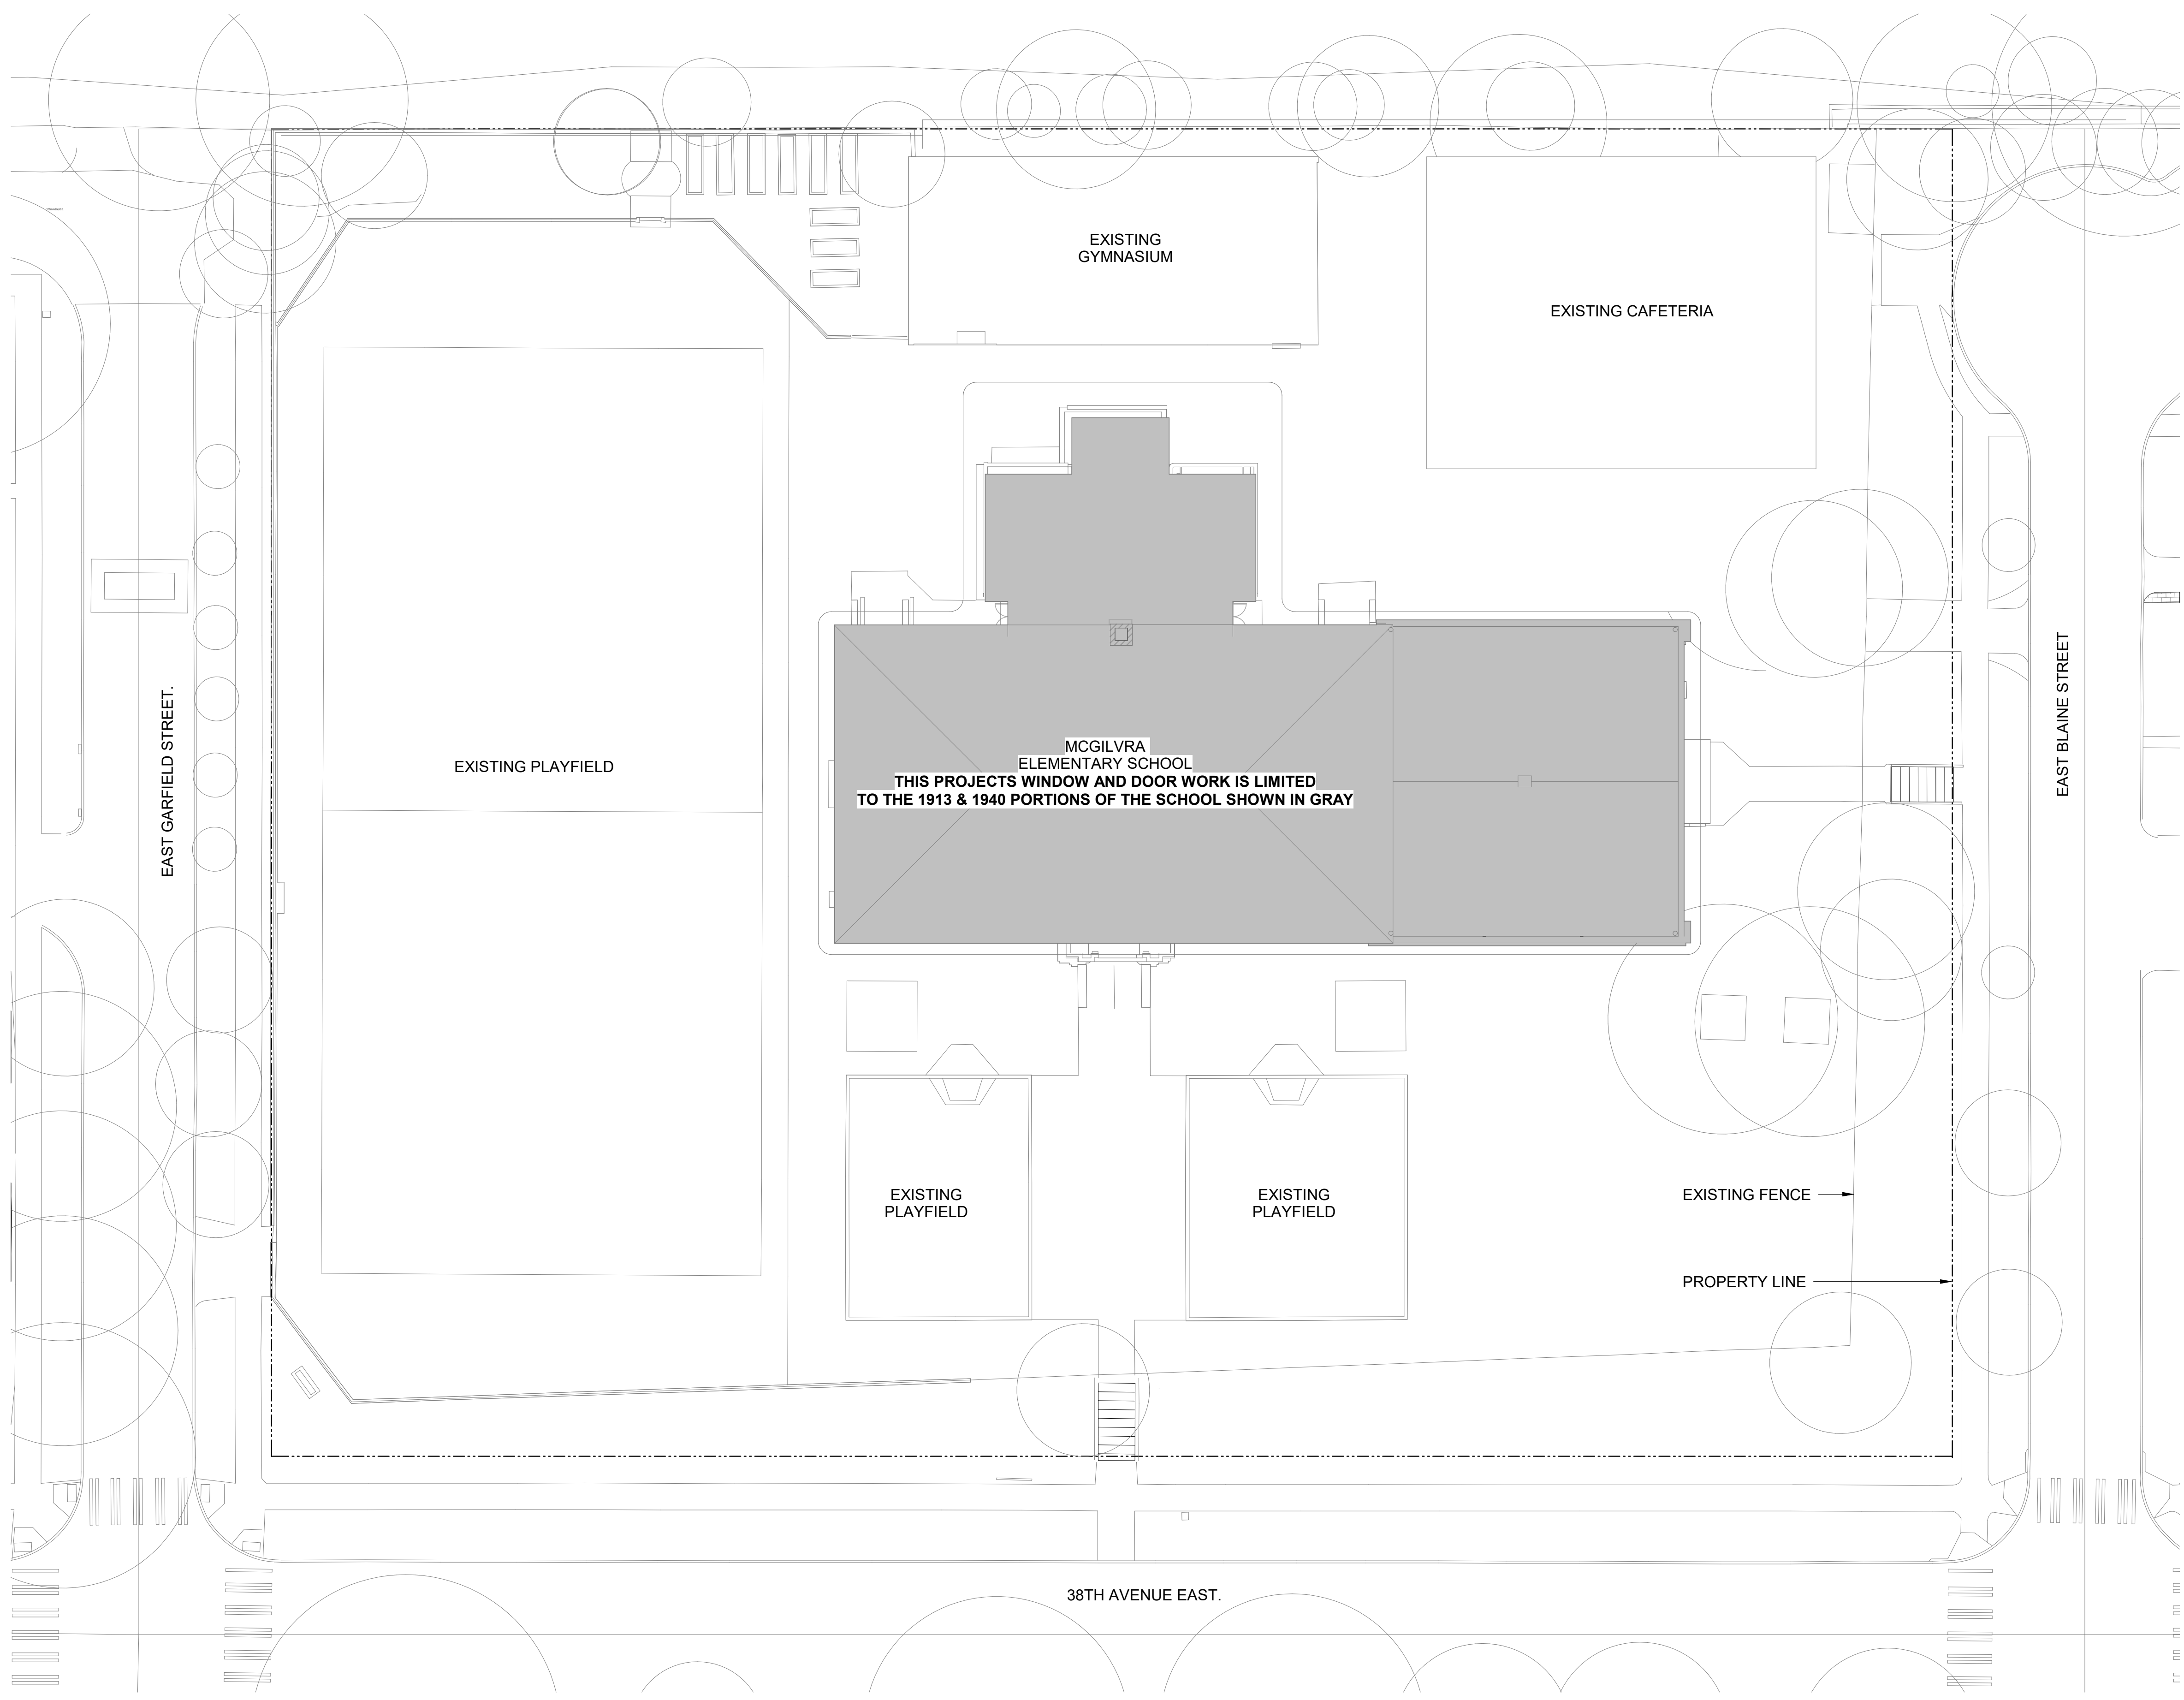 EXISTING
GYMNASIUM
EXISTING CAFETERIA
EAST GARFIELD STREET.
EXISTING PLAYFIELD
MCGILVRA
ELEMENTARY SCHOOL
THIS PROJECTS WINDOW AND DOOR WORK IS LIMITED
TO THE 1913 & 1940 PORTIONS OF THE SCHOOL SHOWN IN GRAY
EAST BLAINE STREET
EXISTING
PLAYFIELD
EXISTING
PLAYFIELD
EXISTING FENCE
PROPERTY LINE
38TH AVENUE EAST.